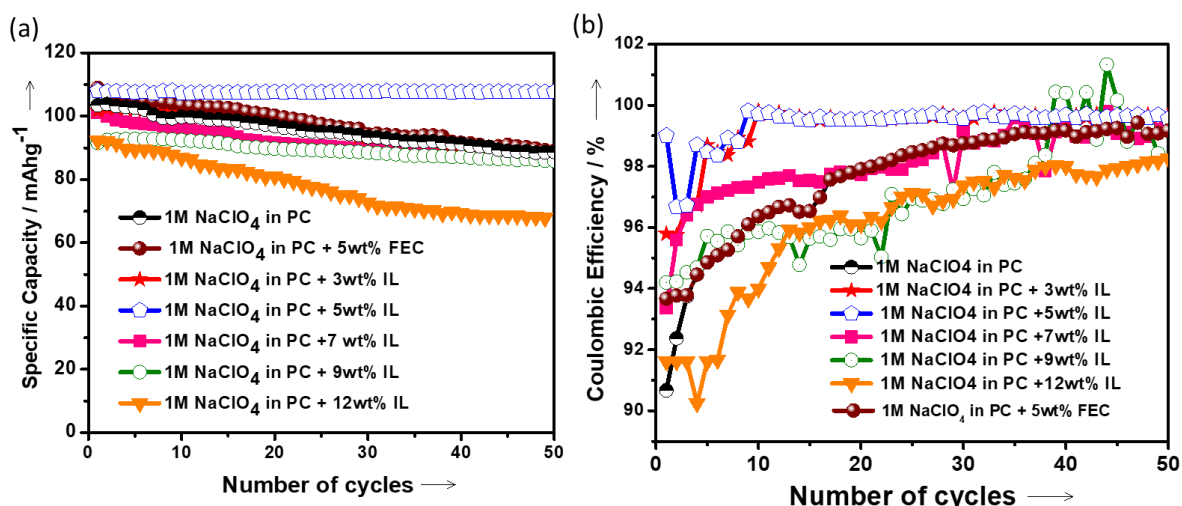 (a)
120
100
80
60
40
20
0
0 10 20 30 40 50
Specific Capacity / mAhg⁻¹
Number of cycles
1M NaClO₄ in PC
1M NaClO₄ in PC + 5wt% FEC
1M NaClO₄ in PC + 3wt% IL
1M NaClO₄ in PC + 5wt% IL
1M NaClO₄ in PC +7 wt% IL
1M NaClO₄ in PC + 9wt% IL
1M NaClO₄ in PC + 12wt% IL
(b)
102
100
98
96
94
92
90
0 10 20 30 40 50
Coulombic Efficiency / %
Number of cycles
1M NaClO4 in PC
1M NaClO4 in PC + 3wt% IL
1M NaClO4 in PC +5wt% IL
1M NaClO4 in PC +7wt% IL
1M NaClO4 in PC +9wt% IL
1M NaClO4 in PC +12wt% IL
1M NaClO₄ in PC + 5wt% FEC